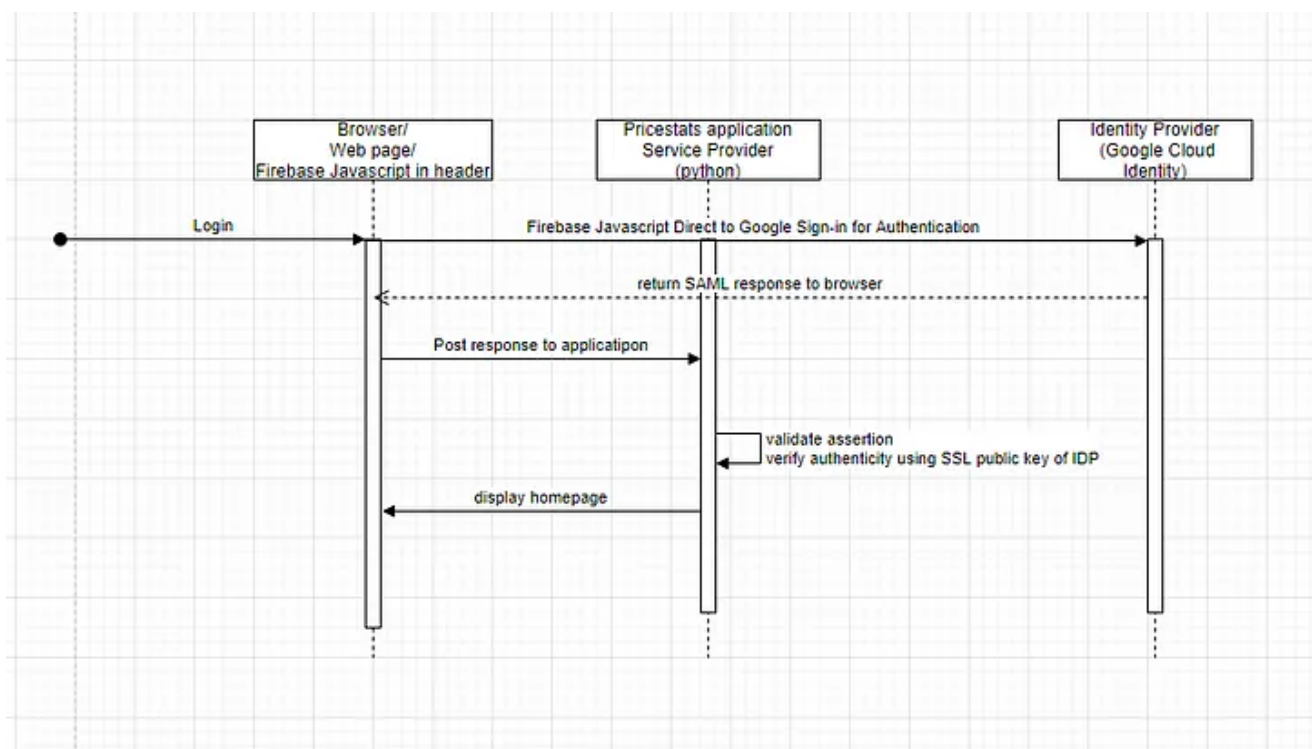 Browser/
Web page/
Firebase Javascript in header
Pricestats application
Service Provider
(python)
Identity Provider
(Google Cloud
Identity)
Login
Firebase Javascript Direct to Google Sign-in for Authentication
return SAML response to browser
Post response to applicatipon
validate assertion
verify authenticity using SSL public key of IDP
display homepage